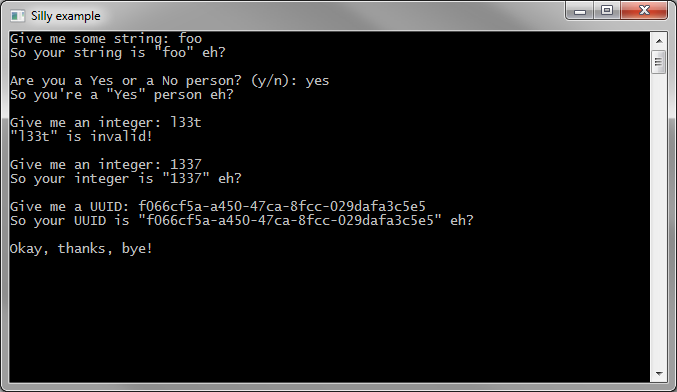 Silly example
Give me some string: foo
So your string is "foo" eh?
Are you a Yes or a No person? (y/n): yes
So you're a "Yes" person eh?
Give me an integer: l33t
"l33t" is invalid!
Give me an integer: 1337
So your integer is "1337" eh?
Give me a UUID: f066cf5a-a450-47ca-8fcc-029dafa3c5e5
So your UUID is "f066cf5a-a450-47ca-8fcc-029dafa3c5e5" eh?
Okay, thanks, bye!